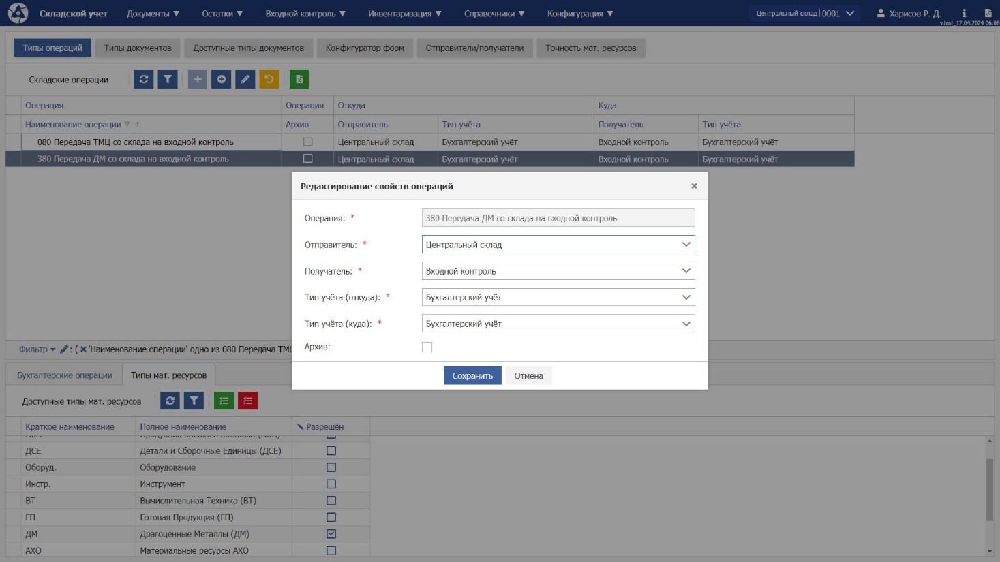 Складской учет
Документы ▼
Остатки ▼
Входной контроль ▼
Инвентаризация ▼
Справочники ▼
Конфигурация ▼
Центральный склад | 0001
Харисов Р. Д.
v.test_12.04.2024 06:06
Типы операций
Типы документов
Доступные типы документов
Конфигуратор форм
Отправители/получатели
Точность мат. ресурсов
Складские операции
Операция Операция Откуда Куда
Наименование операции Архив Отправитель Тип учёта Получатель Тип учёта
080 Передача ТМЦ со склада на входной контроль Центральный склад Бухгалтерский учёт Входной контроль Бухгалтерский учёт
380 Передача ДМ со склада на входной контроль Центральный склад Бухгалтерский учёт Входной контроль Бухгалтерский учёт
Редактирование свойств операций
Операция: * 380 Передача ДМ со склада на входной контроль
Отправитель: * Центральный склад
Получатель: * Входной контроль
Тип учёта (откуда): * Бухгалтерский учёт
Тип учёта (куда): * Бухгалтерский учёт
Архив:
Сохранить Отмена
Фильтр : ( 'Наименование операции' одно из 080 Передача ТМЦ
Бухгалтерские операции
Типы мат. ресурсов
Доступные типы мат. ресурсов
Краткое наименование Полное наименование Разрешён
ДСЕ Детали и Сборочные Единицы (ДСЕ)
Оборуд. Оборудование
Инстр. Инструмент
ВТ Вычислительная Техника (ВТ)
ГП Готовая Продукция (ГП)
ДМ Драгоценные Металлы (ДМ)
АХО Материальные ресурсы АХО